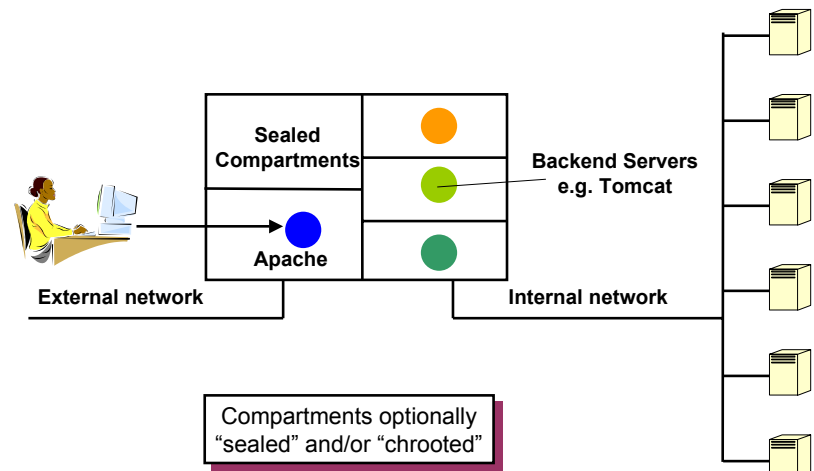 Sealed
Compartments
Backend Servers
e.g. Tomcat
Apache
External network
Internal network
Compartments optionally
“sealed” and/or “chrooted”